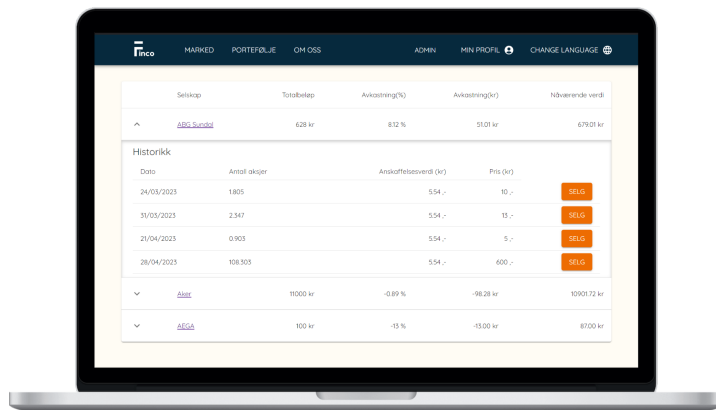 Finco MARKED PORTEFØLJE OM OSS ADMIN MIN PROFIL CHANGE LANGUAGE
Selskap Totalbeløp Avkastning(%) Avkastning(kr) Nåværende verdi
ABG Sundal 628 kr 8.12 % 51.01 kr 679.01 kr
Historikk
Dato Antall aksjer Anskaffelsesverdi (kr) Pris (kr)
24/03/2023 1.805 5.54 ,- 10 ,- SELG
31/03/2023 2.347 5.54 ,- 13 ,- SELG
21/04/2023 0.903 5.54 ,- 5 ,- SELG
28/04/2023 108.303 5.54 ,- 600 ,- SELG
Aker 11000 kr -0.89 % -98.28 kr 10901.72 kr
AEGA 100 kr -13 % -13.00 kr 87.00 kr